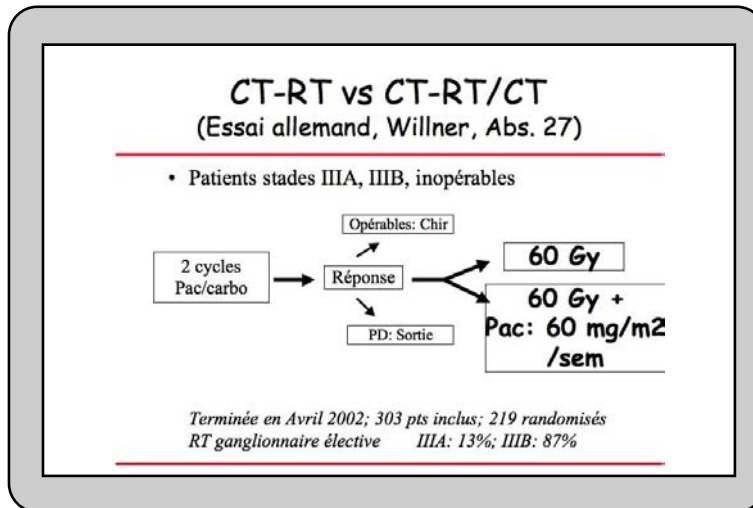 CT-RT vs CT-RT/CT
(Essai allemand, Willner, Abs. 27)
• Patients stades IIIA, IIIB, inopérables
Opérables: Chir
2 cycles
Pac/carbo
Réponse
PD: Sortie
60 Gy
60 Gy +
Pac: 60 mg/m2
/sem
Terminée en Avril 2002; 303 pts inclus; 219 randomisés
RT ganglionnaire élective IIIA: 13%; IIIB: 87%